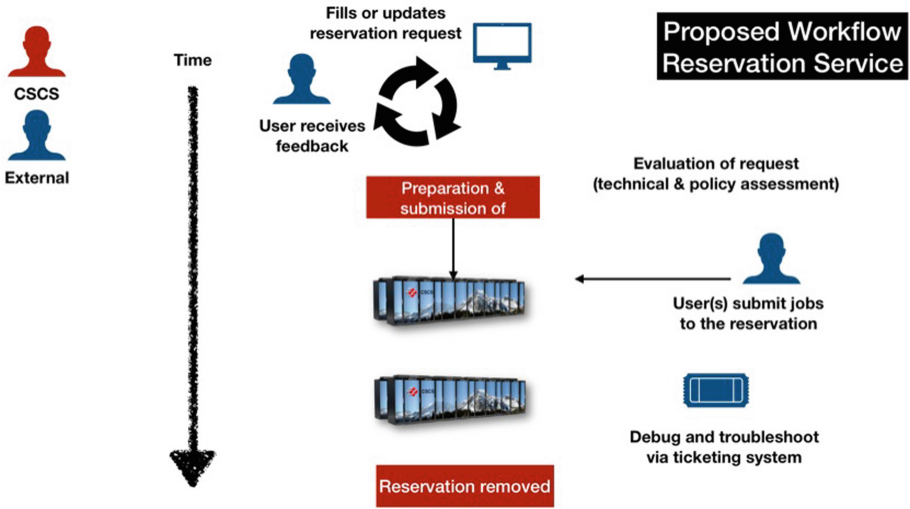 Fills or updates
reservation request
Proposed Workflow
Reservation Service
Time
CSCS
User receives
feedback
External
Evaluation of request
(technical & policy assessment)
Preparation &
submission of
CSCS
User(s) submit jobs
to the reservation
CSCS
Debug and troubleshoot
via ticketing system
Reservation removed